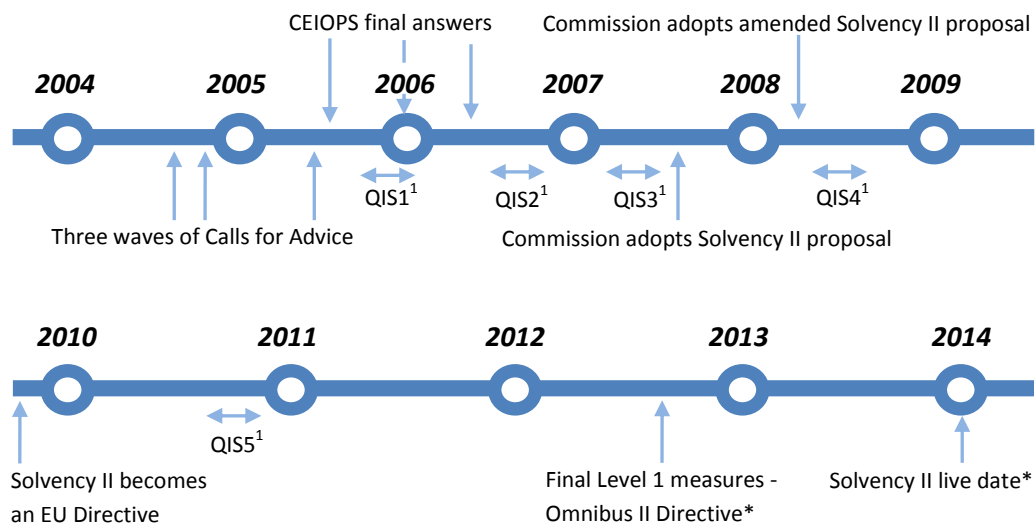 CEIOPS final answers
Commission adopts amended Solvency II proposal
2004
2005
2006
2007
2008
2009
QIS1¹
QIS2¹
QIS3¹
QIS4¹
Three waves of Calls for Advice
Commission adopts Solvency II proposal
2010
2011
2012
2013
2014
QIS5¹
Solvency II becomes
an EU Directive
Final Level 1 measures -
Omnibus II Directive*
Solvency II live date*